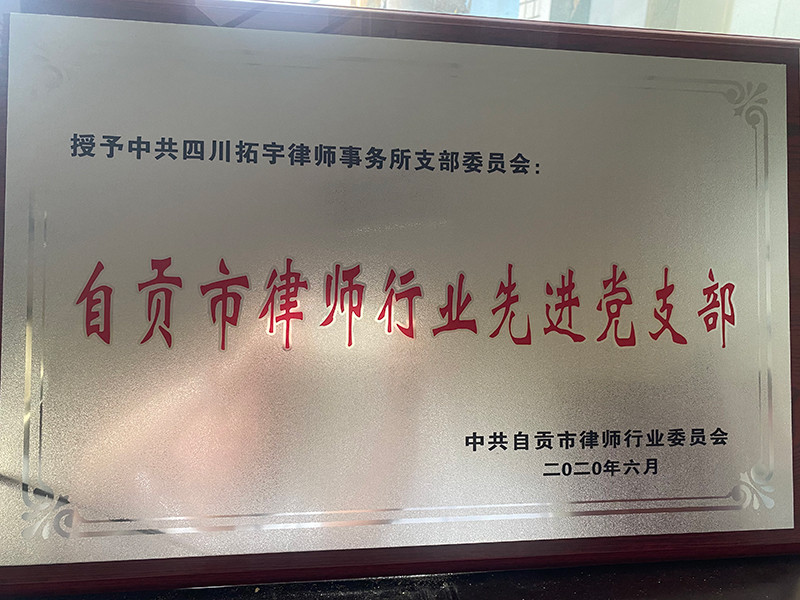 授予中共四川拓宇律师事务所支部委员会：
自贡市律师行业先进党支部
中共自贡市律师行业委员会
二〇二〇年六月